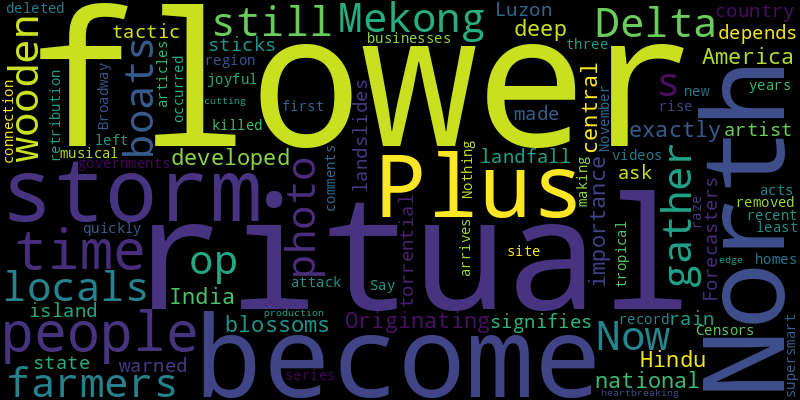 deleted
tactic
still
Mekong
Luzon
deep
Delta
country
depends
America
flower
wooden
connection
retribution
Broadway
boats
articles
occurred
sticks
region
joyful
cutting
businesses
three
first
killed
left
musical
governments
developed
landslides
comments
photo
Nothing
landfall
made
central
November
exactly
s
new
rise
years
artist
videos
ask
making
importance
Plus
storm
ritual
North
time
op
locals
India
island
quickly
attack
Say
torrential
arrives
site
tropical
gather
Forecasters
raze
acts
removed
recent
least
edge
homes
people
become
blossoms
production
Originating
signifies
Now
record
rain
Censors
supersmart
state
warned
farmers
series
Hindu
national
heartbreaking